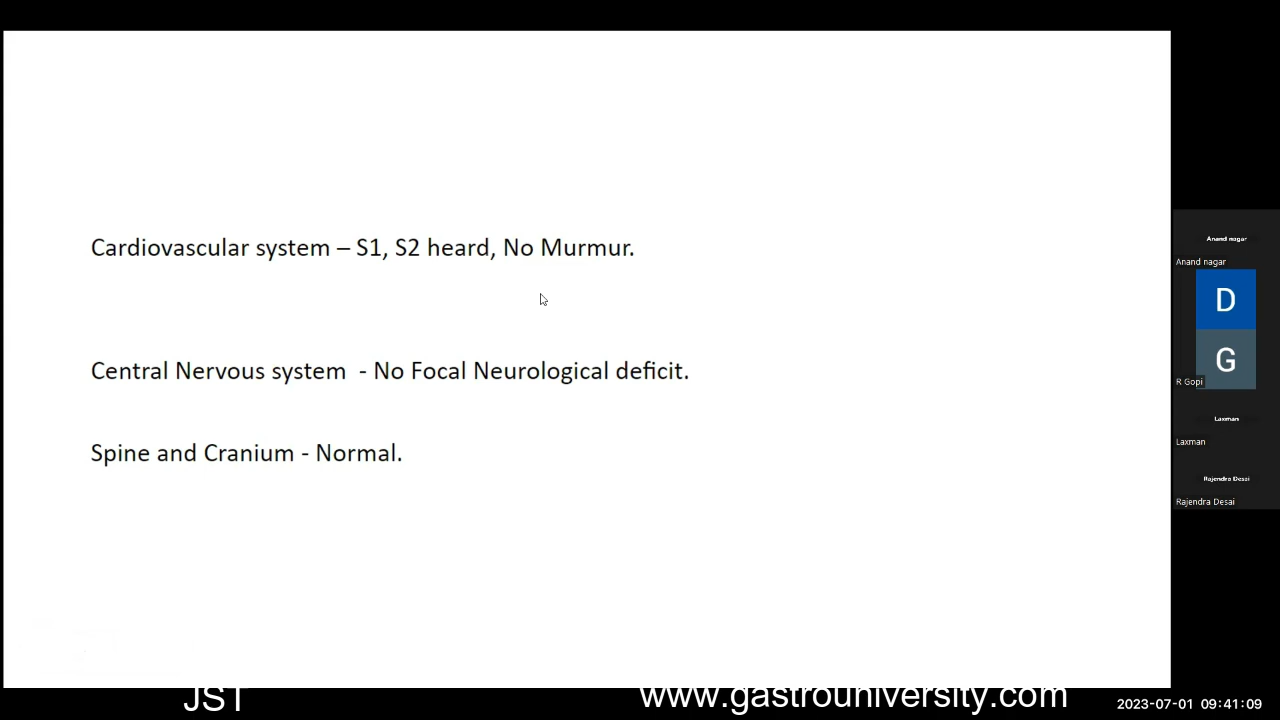 Cardiovascular system – S1, S2 heard, No Murmur.
Central Nervous system  - No Focal Neurological deficit.
Spine and Cranium - Normal.
Anand nagar
Anand nagar
D
G
R Gopi
Laxman
Laxman
Rajendra Desai
Rajendra Desai
JST
www.gastrouniversity.com
2023-07-01 09:41:09